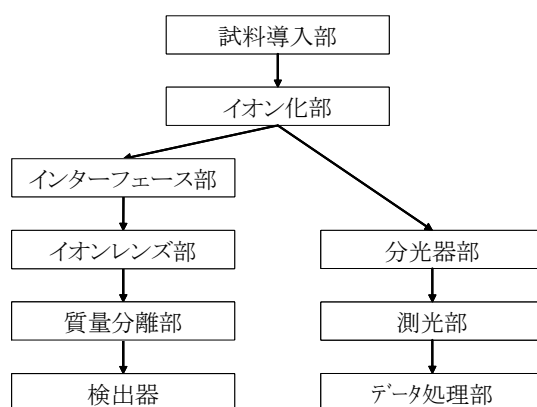 試料導入部
イオン化部
インターフェース部
イオンレンズ部
分光器部
質量分離部
測光部
検出器
データ処理部